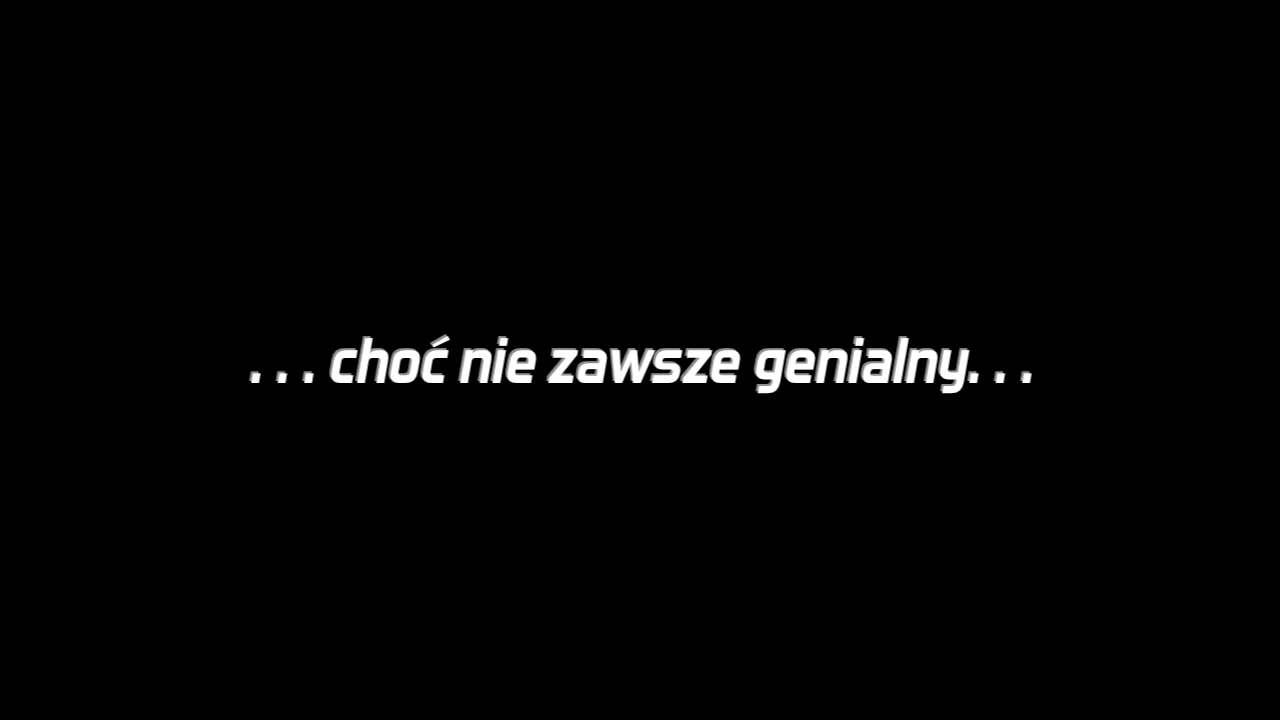 . . . choć nie zawsze genialny. . .